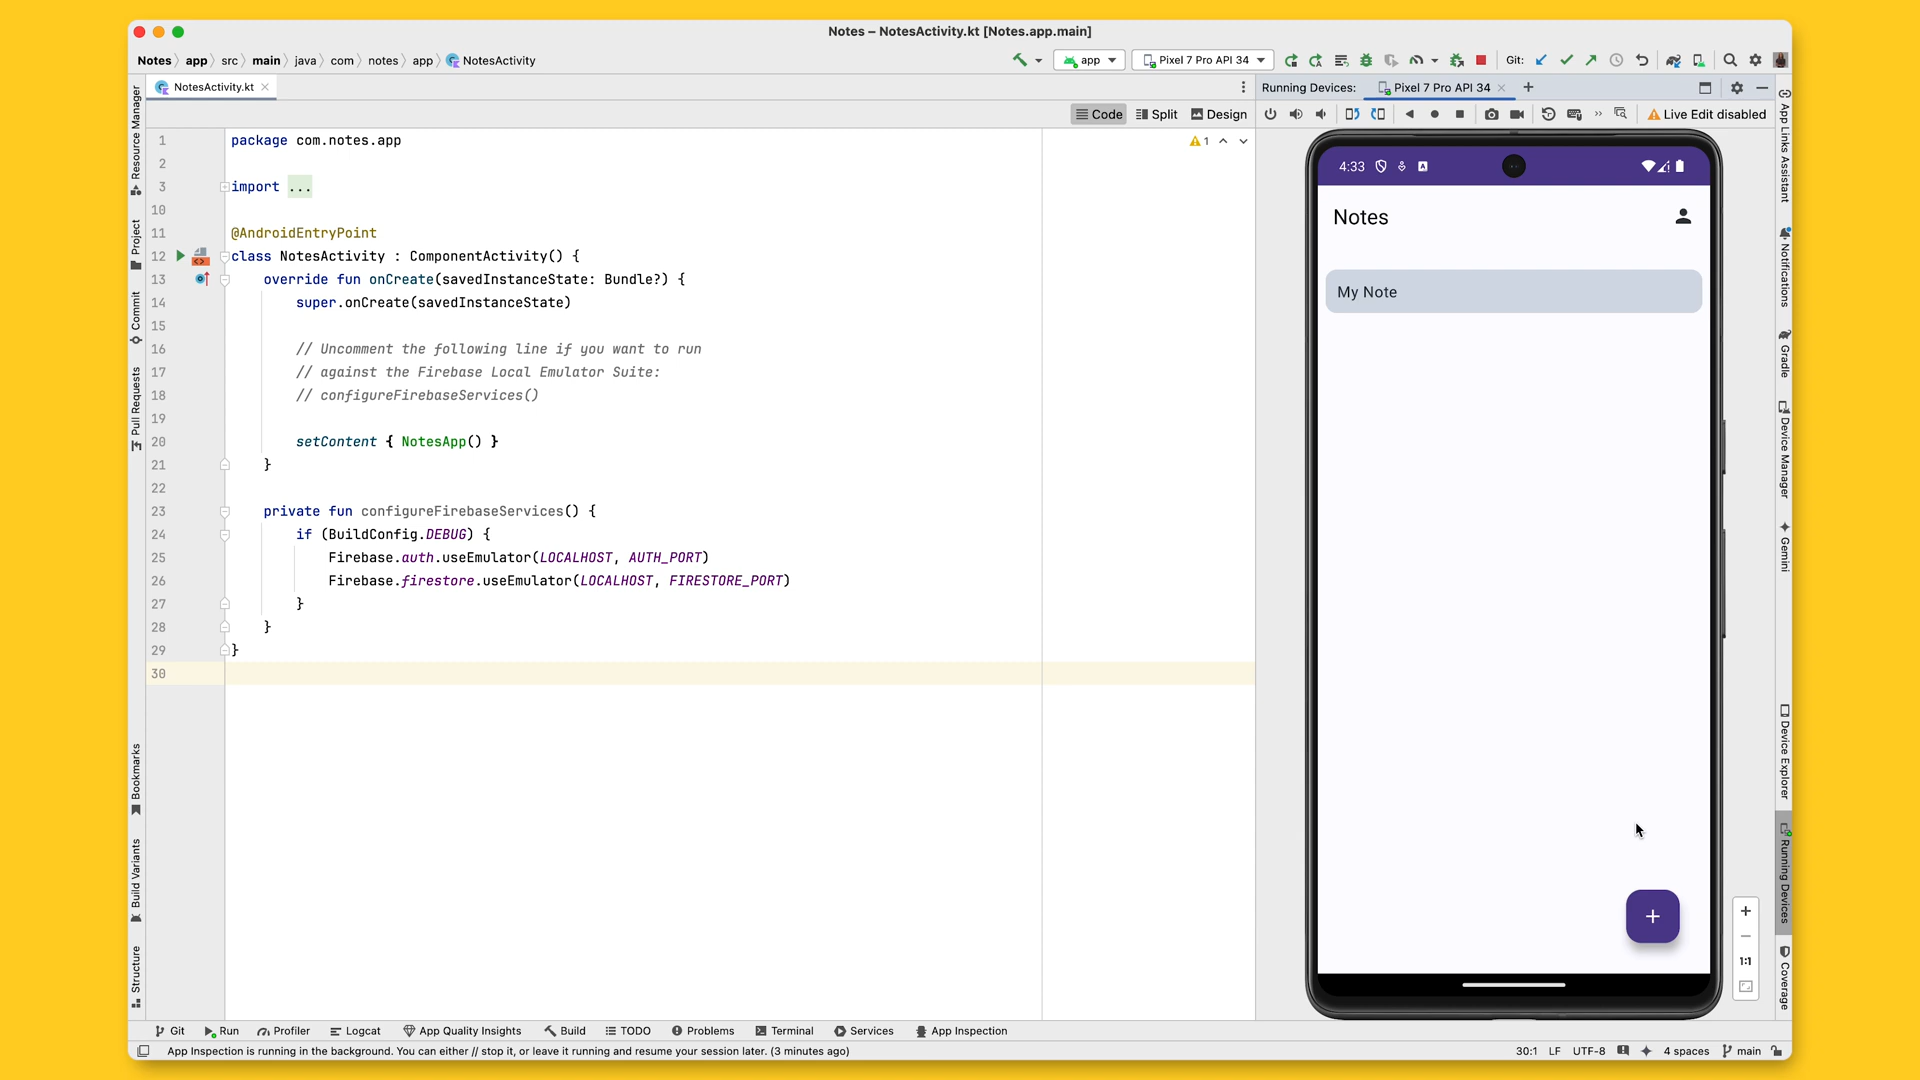 Notes – NotesActivity.kt [Notes.app.main]
Notes app src main java com notes app NotesActivity
app
Pixel 7 Pro API 34
Git:
NotesActivity.kt
Running Devices: Pixel 7 Pro API 34
Code Split Design
Live Edit disabled
1 package com.notes.app
1
2
3 import ...
10
11 @AndroidEntryPoint
12 class NotesActivity : ComponentActivity() {
13 override fun onCreate(savedInstanceState: Bundle?) {
14 super.onCreate(savedInstanceState)
15
16 // Uncomment the following line if you want to run
17 // against the Firebase Local Emulator Suite:
18 // configureFirebaseServices()
19
20 setContent { NotesApp() }
21 }
22
23 private fun configureFirebaseServices() {
24 if (BuildConfig.DEBUG) {
25 Firebase.auth.useEmulator(LOCALHOST, AUTH_PORT)
26 Firebase.firestore.useEmulator(LOCALHOST, FIRESTORE_PORT)
27 }
28 }
29 }
30
Resource Manager
Project
Commit
Pull Requests
Bookmarks
Build Variants
Structure
4:33
A
Notes
My Note
+
+
−
1:1
App Links Assistant
Notifications
Gradle
Device Manager
Gemini
Device Explorer
Running Devices
Coverage
Git Run Profiler Logcat App Quality Insights Build TODO Problems Terminal Services App Inspection
App Inspection is running in the background. You can either // stop it, or leave it running and resume your session later. (3 minutes ago)
30:1 LF UTF-8 4 spaces main